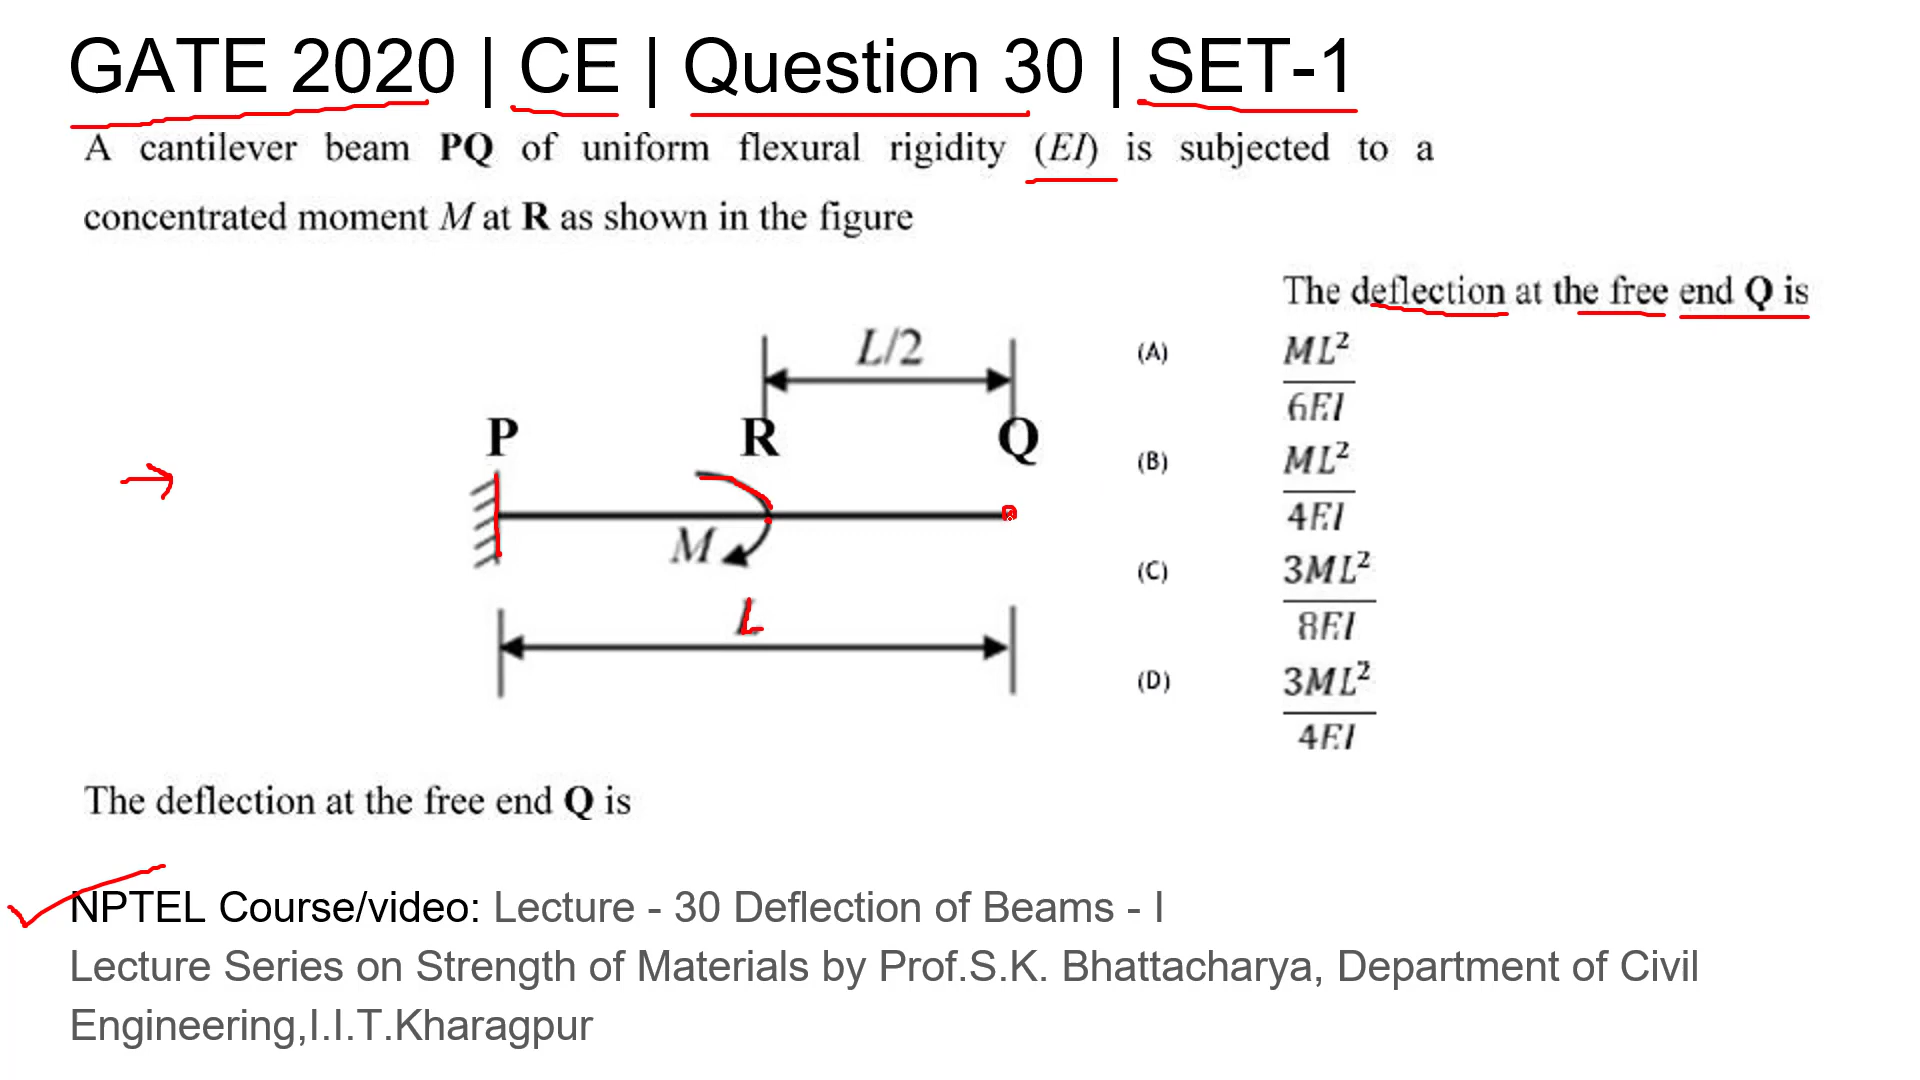 GATE 2020 | CE | Question 30 | SET-1
A cantilever beam PQ of uniform flexural rigidity (EI) is subjected to a
concentrated moment M at R as shown in the figure
The deflection at the free end Q is
L/2
P R Q
M
L
(A) ML²
6EI
(B) ML²
4EI
(C) 3ML²
8EI
(D) 3ML²
4EI
The deflection at the free end Q is
NPTEL Course/video: Lecture - 30 Deflection of Beams - I
Lecture Series on Strength of Materials by Prof.S.K. Bhattacharya, Department of Civil
Engineering,I.I.T.Kharagpur